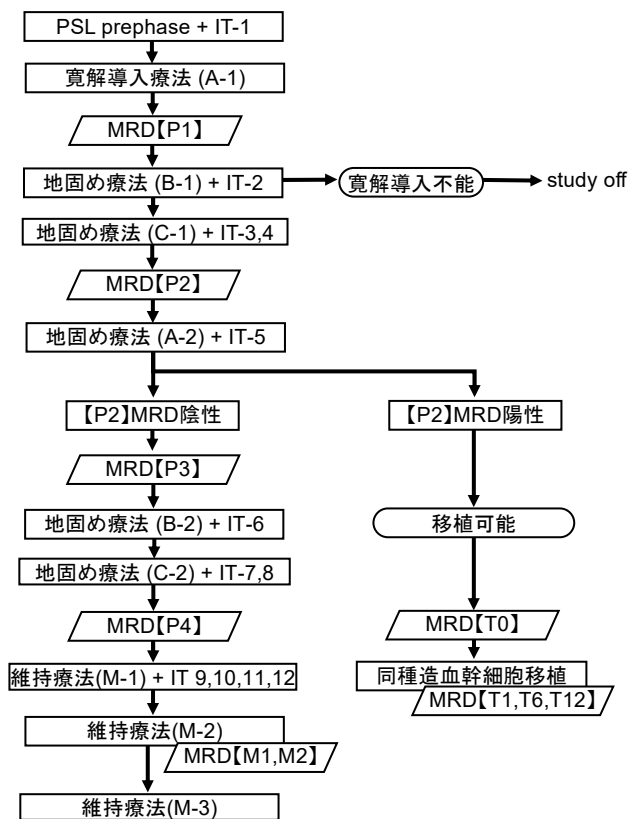 PSL prephase + IT-1
寛解導入療法 (A-1)
MRD【P1】
地固め療法 (B-1) + IT-2
寛解導入不能
study off
地固め療法 (C-1) + IT-3,4
MRD【P2】
地固め療法 (A-2) + IT-5
【P2】MRD陰性
【P2】MRD陽性
MRD【P3】
地固め療法 (B-2) + IT-6
移植可能
地固め療法 (C-2) + IT-7,8
MRD【P4】
MRD【T0】
維持療法(M-1) + IT 9,10,11,12
同種造血幹細胞移植
MRD【T1,T6,T12】
維持療法(M-2)
MRD【M1,M2】
維持療法(M-3)